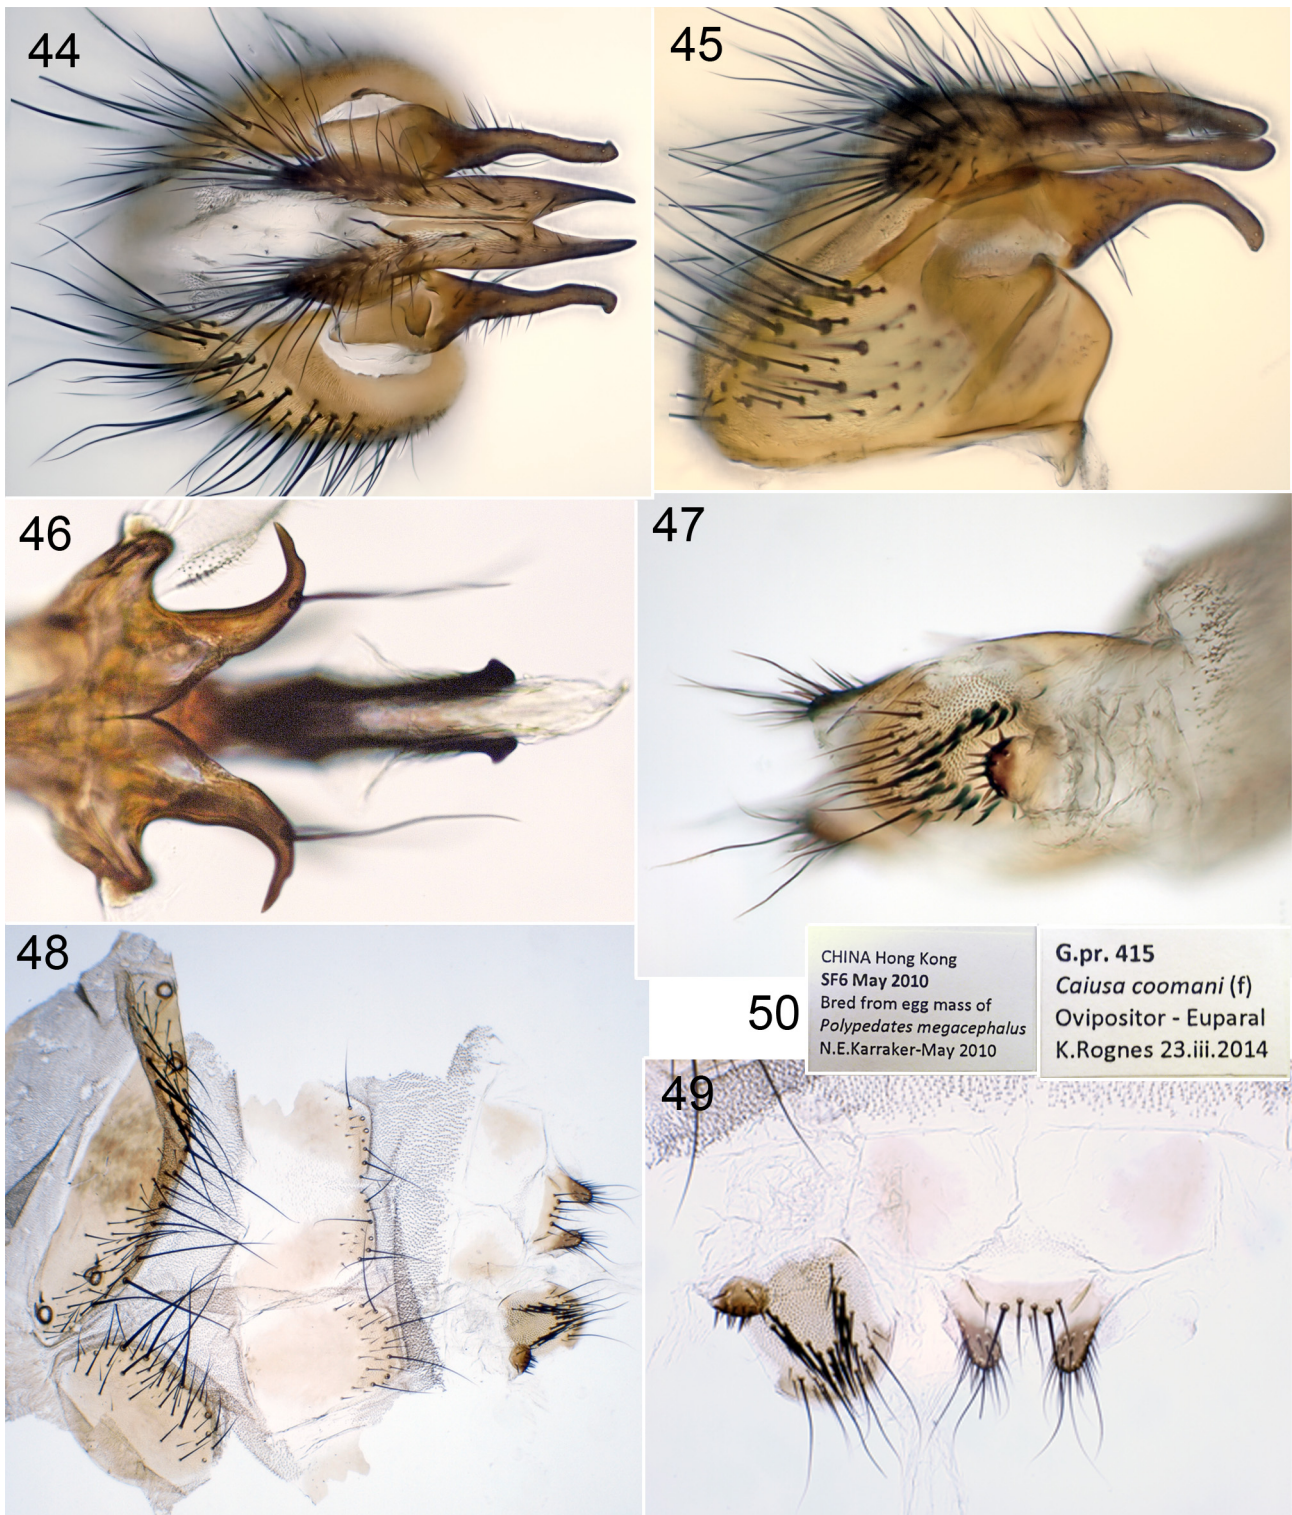 44
45
46
47
48
50
CHINA Hong Kong
SF6 May 2010
Bred from egg mass of
Polypedates megacephalus
N.E.Karraker-May 2010
G.pr. 415
Caiusa coomani (f)
Ovipositor - Euparal
K.Rognes 23.iii.2014
49